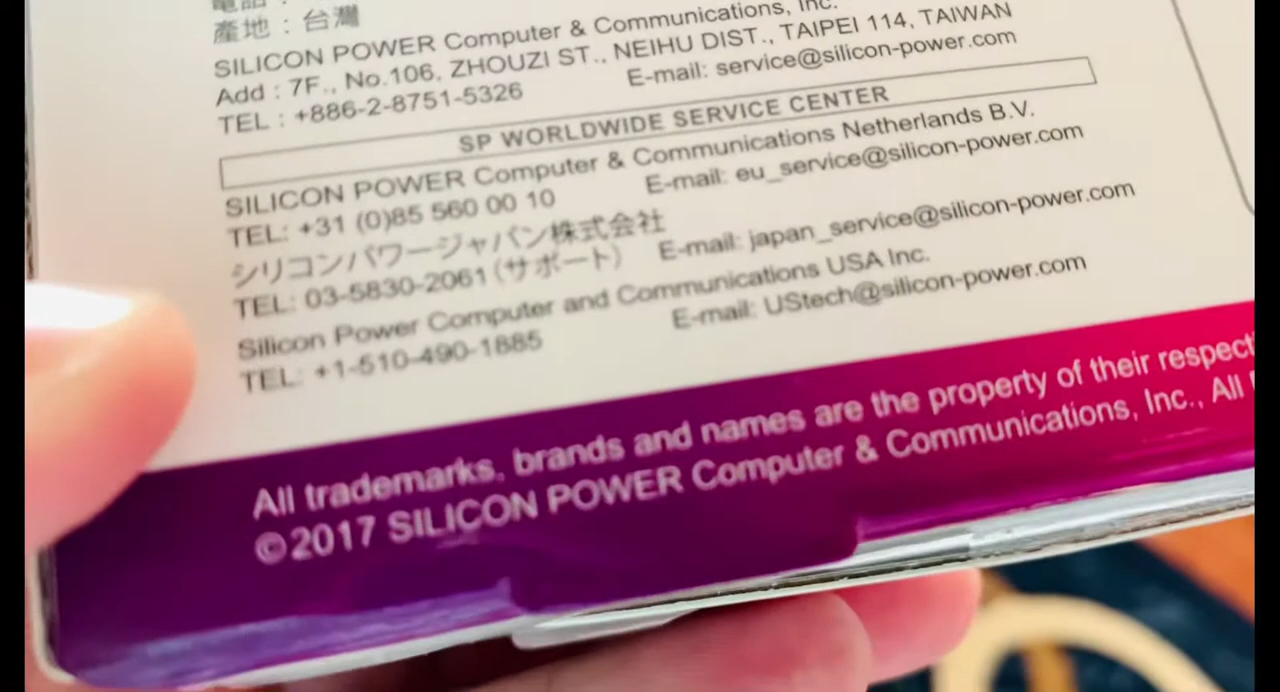 電話 :
產地 : 台灣
SILICON POWER Computer & Communications, Inc.
Add : 7F., No.106, ZHOUZI ST., NEIHU DIST., TAIPEI 114, TAIWAN
TEL : +886-2-8751-5326 E-mail: service@silicon-power.com
SP WORLDWIDE SERVICE CENTER
SILICON POWER Computer & Communications Netherlands B.V.
TEL: +31 (0)85 560 00 10 E-mail: eu_service@silicon-power.com
シリコンパワージャパン株式会社
TEL: 03-5830-2061(サポート) E-mail: japan_service@silicon-power.com
Silicon Power Computer and Communications USA Inc.
TEL: +1-510-490-1885 E-mail: UStech@silicon-power.com
All trademarks, brands and names are the property of their respecti
©2017 SILICON POWER Computer & Communications, Inc., All